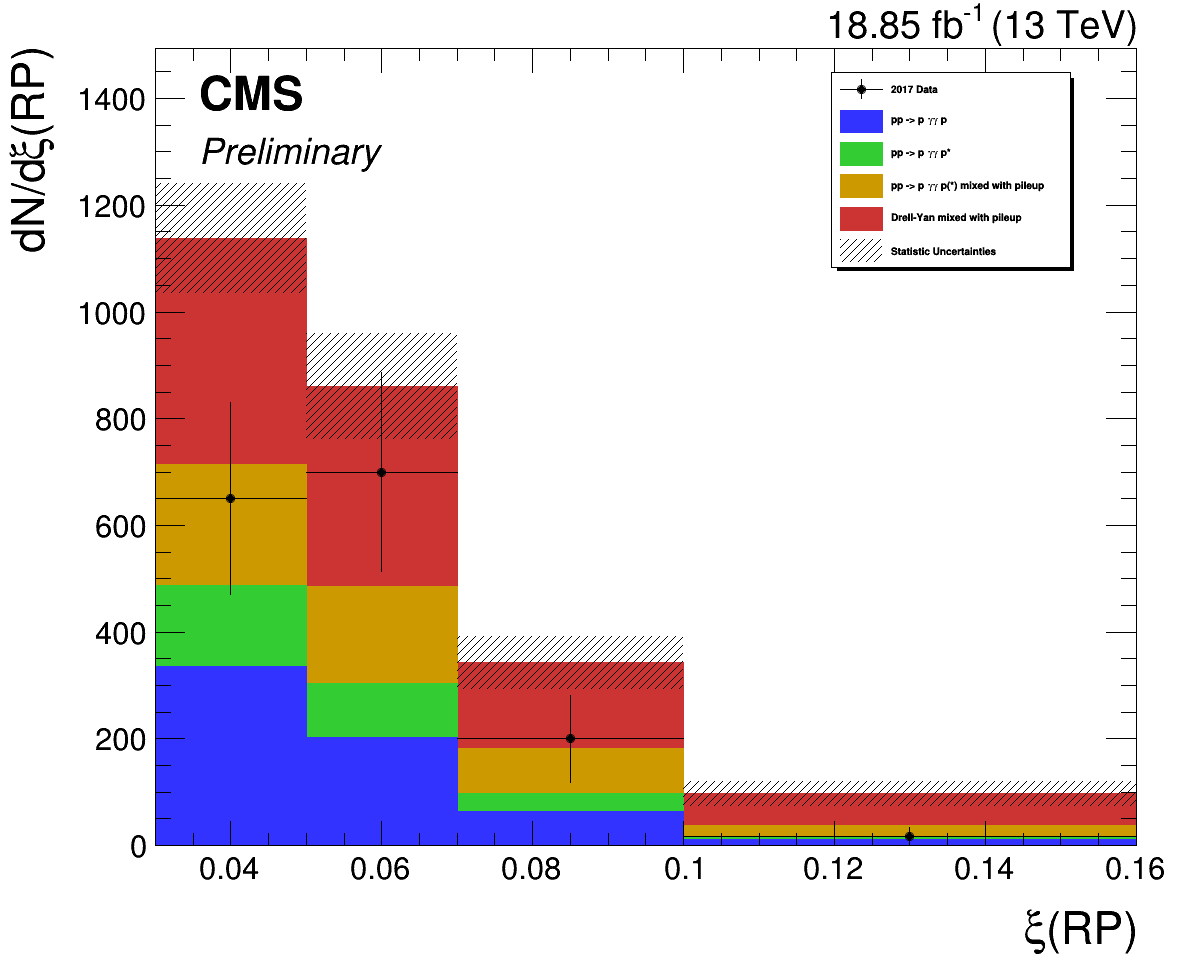 18.85 fb-1 (13 TeV)
dN/dξ(RP)
CMS
Preliminary
2017 Data
pp -> p γγ p
pp -> p γγ p*
pp -> p γγ p(*) mixed with pileup
Drell-Yan mixed with pileup
Statistic Uncertainties
1400
1200
1000
800
600
400
200
0
0.04 0.06 0.08 0.1 0.12 0.14 0.16
ξ(RP)